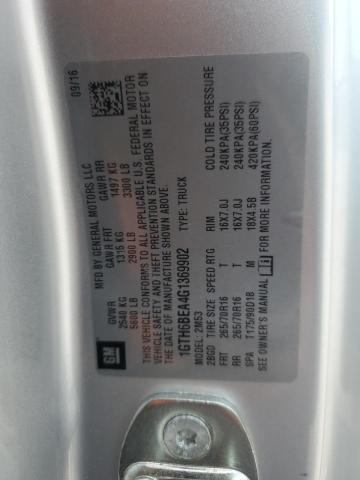 GM
MFD BY GENERAL MOTORS LLC
09/16
GVWR GAWR FRT GAWR RR
2540 KG 1315 KG 1497 KG
5600 LB 2900 LB 3300 LB
THIS VEHICLE CONFORMS TO ALL APPLICABLE U.S. FEDERAL MOTOR
VEHICLE SAFETY AND THEFT PREVENTION STANDARDS IN EFFECT ON
THE DATE OF MANUFACTURE SHOWN ABOVE.
1GTH6BEA4G1369902 TYPE: TRUCK
MODEL: 2M53
2BGD TIRE SIZE SPEED RTG RIM COLD TIRE PRESSURE
FRT 265/70R16 T 16X7.0J 240KPA(35PSI)
RR 265/70R16 T 16X7.0J 240KPA(35PSI)
SPA T175/90D18 M 18X4.5B 420KPA(60PSI)
SEE OWNER'S MANUAL FOR MORE INFORMATION.